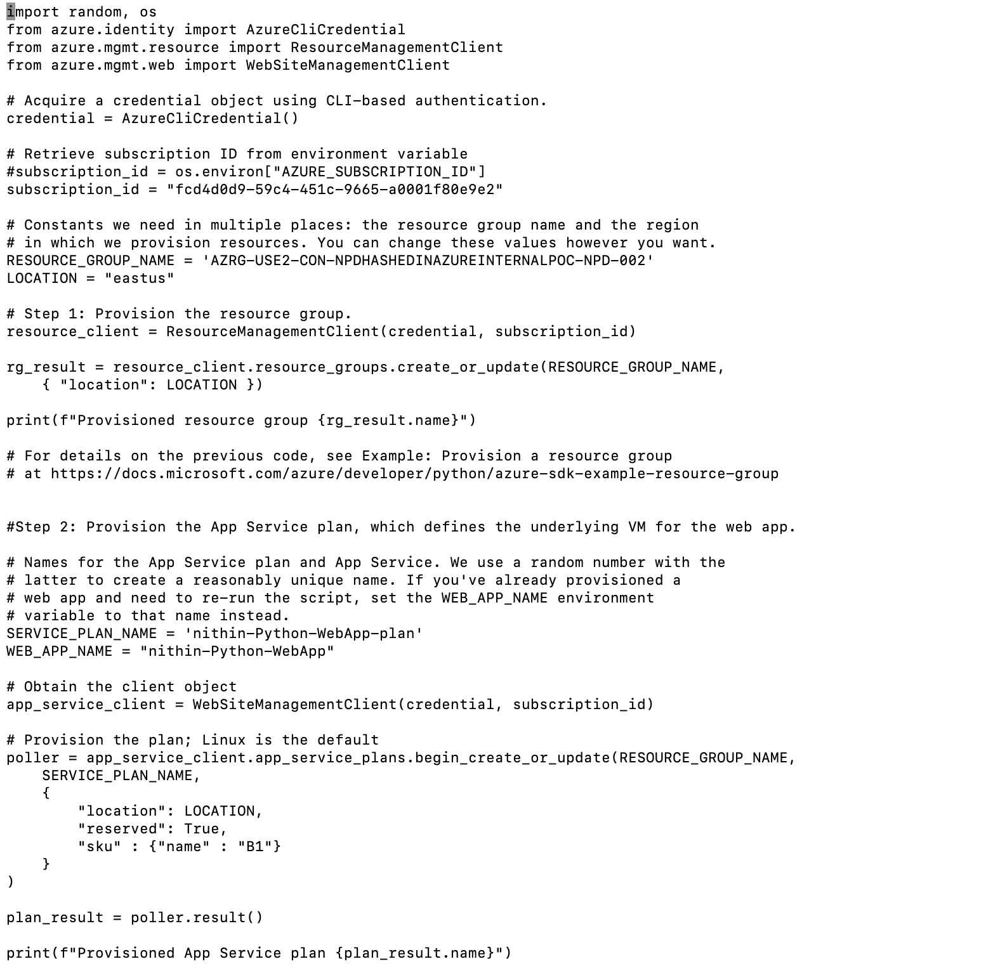 import random, os
from azure.identity import AzureCliCredential
from azure.mgmt.resource import ResourceManagementClient
from azure.mgmt.web import WebSiteManagementClient

# Acquire a credential object using CLI-based authentication.
credential = AzureCliCredential()

# Retrieve subscription ID from environment variable
#subscription_id = os.environ["AZURE_SUBSCRIPTION_ID"]
subscription_id = "fcd4d0d9-59c4-451c-9665-a0001f80e9e2"

# Constants we need in multiple places: the resource group name and the region
# in which we provision resources. You can change these values however you want.
RESOURCE_GROUP_NAME = 'AZRG-USE2-CON-NPDHASHEDINAZUREINTERNALPOC-NPD-002'
LOCATION = "eastus"

# Step 1: Provision the resource group.
resource_client = ResourceManagementClient(credential, subscription_id)

rg_result = resource_client.resource_groups.create_or_update(RESOURCE_GROUP_NAME,
    { "location": LOCATION })

print(f"Provisioned resource group {rg_result.name}")

# For details on the previous code, see Example: Provision a resource group
# at https://docs.microsoft.com/azure/developer/python/azure-sdk-example-resource-group


#Step 2: Provision the App Service plan, which defines the underlying VM for the web app.

# Names for the App Service plan and App Service. We use a random number with the
# latter to create a reasonably unique name. If you've already provisioned a
# web app and need to re-run the script, set the WEB_APP_NAME environment
# variable to that name instead.
SERVICE_PLAN_NAME = 'nithin-Python-WebApp-plan'
WEB_APP_NAME = "nithin-Python-WebApp"

# Obtain the client object
app_service_client = WebSiteManagementClient(credential, subscription_id)

# Provision the plan; Linux is the default
poller = app_service_client.app_service_plans.begin_create_or_update(RESOURCE_GROUP_NAME,
    SERVICE_PLAN_NAME,
    {
        "location": LOCATION,
        "reserved": True,
        "sku" : {"name" : "B1"}
    }
)

plan_result = poller.result()

print(f"Provisioned App Service plan {plan_result.name}")